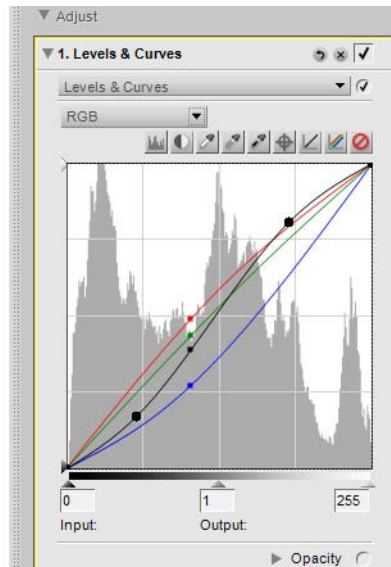 Adjust
1. Levels & Curves
Levels & Curves
RGB
0 1 255
Input: Output:
Opacity